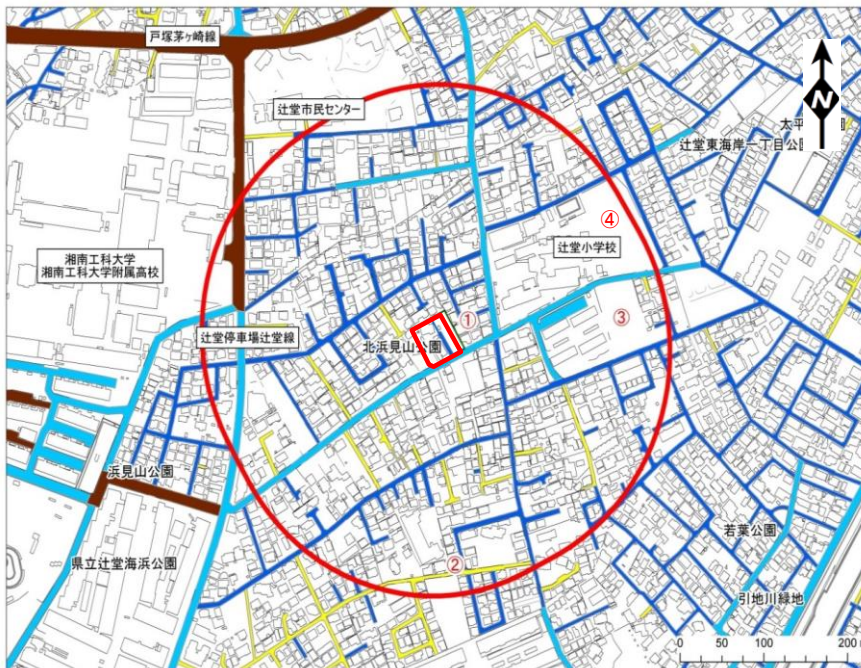 戸塚茅ヶ崎線
N
辻堂市民センター
辻堂東海岸一丁目公園
④
辻堂小学校
湘南工科大学
湘南工科大学附属高校
①
③
辻堂停車場辻堂線
北浜見山公園
浜見山公園
若葉公園
②
県立辻堂海浜公園
引地川緑地
0 50 100 200